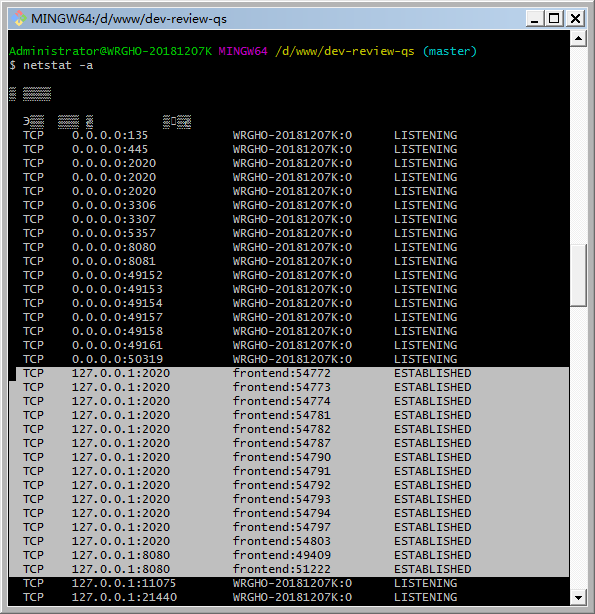 MINGW64:/d/www/dev-review-qs
Administrator@WRGHO-20181207K MINGW64 /d/www/dev-review-qs (master)
$ netstat -a
TCP 0.0.0.0:135 WRGHO-20181207K:0 LISTENING
TCP 0.0.0.0:445 WRGHO-20181207K:0 LISTENING
TCP 0.0.0.0:2020 WRGHO-20181207K:0 LISTENING
TCP 0.0.0.0:2020 WRGHO-20181207K:0 LISTENING
TCP 0.0.0.0:2020 WRGHO-20181207K:0 LISTENING
TCP 0.0.0.0:3306 WRGHO-20181207K:0 LISTENING
TCP 0.0.0.0:3307 WRGHO-20181207K:0 LISTENING
TCP 0.0.0.0:5357 WRGHO-20181207K:0 LISTENING
TCP 0.0.0.0:8080 WRGHO-20181207K:0 LISTENING
TCP 0.0.0.0:8081 WRGHO-20181207K:0 LISTENING
TCP 0.0.0.0:49152 WRGHO-20181207K:0 LISTENING
TCP 0.0.0.0:49153 WRGHO-20181207K:0 LISTENING
TCP 0.0.0.0:49154 WRGHO-20181207K:0 LISTENING
TCP 0.0.0.0:49157 WRGHO-20181207K:0 LISTENING
TCP 0.0.0.0:49158 WRGHO-20181207K:0 LISTENING
TCP 0.0.0.0:49161 WRGHO-20181207K:0 LISTENING
TCP 0.0.0.0:50319 WRGHO-20181207K:0 LISTENING
TCP 127.0.0.1:2020 frontend:54772 ESTABLISHED
TCP 127.0.0.1:2020 frontend:54773 ESTABLISHED
TCP 127.0.0.1:2020 frontend:54774 ESTABLISHED
TCP 127.0.0.1:2020 frontend:54781 ESTABLISHED
TCP 127.0.0.1:2020 frontend:54782 ESTABLISHED
TCP 127.0.0.1:2020 frontend:54787 ESTABLISHED
TCP 127.0.0.1:2020 frontend:54790 ESTABLISHED
TCP 127.0.0.1:2020 frontend:54791 ESTABLISHED
TCP 127.0.0.1:2020 frontend:54792 ESTABLISHED
TCP 127.0.0.1:2020 frontend:54793 ESTABLISHED
TCP 127.0.0.1:2020 frontend:54794 ESTABLISHED
TCP 127.0.0.1:2020 frontend:54797 ESTABLISHED
TCP 127.0.0.1:2020 frontend:54803 ESTABLISHED
TCP 127.0.0.1:8080 frontend:49409 ESTABLISHED
TCP 127.0.0.1:8080 frontend:51222 ESTABLISHED
TCP 127.0.0.1:11075 WRGHO-20181207K:0 LISTENING
TCP 127.0.0.1:21440 WRGHO-20181207K:0 LISTENING